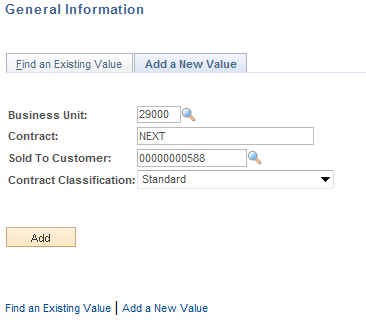 General Information
Find an Existing Value
Add a New Value
Business Unit: 29000
Contract: NEXT
Sold To Customer: 00000000588
Contract Classification: Standard
Add
Find an Existing Value | Add a New Value